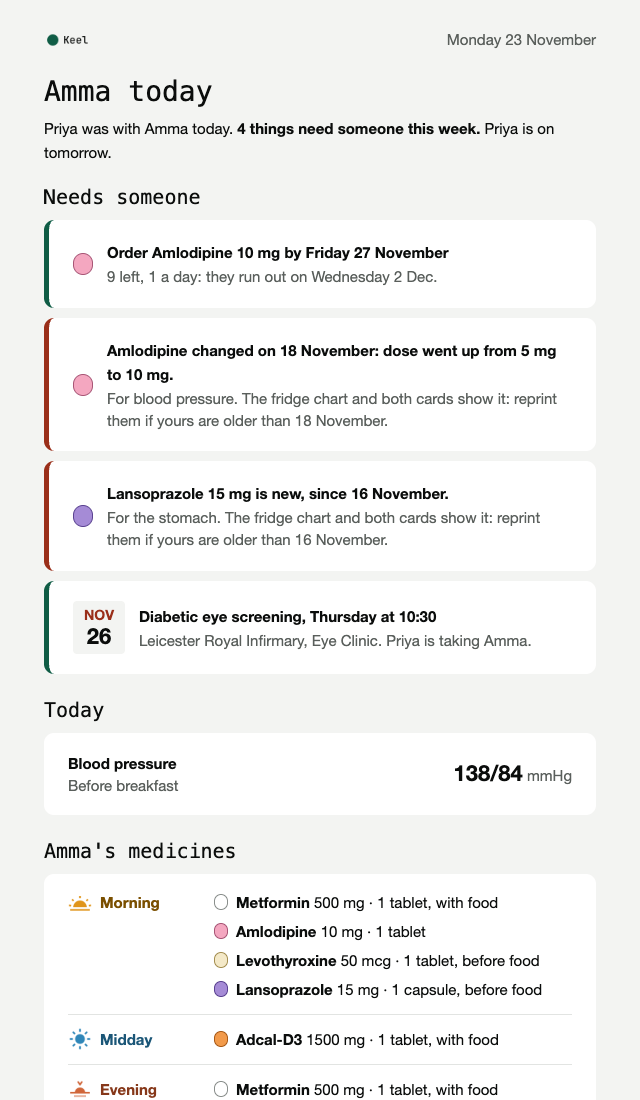 Keel
Monday 23 November
Amma today
Priya was with Amma today. 4 things need someone this week. Priya is on
tomorrow.
Needs someone
Order Amlodipine 10 mg by Friday 27 November
9 left, 1 a day: they run out on Wednesday 2 Dec.
Amlodipine changed on 18 November: dose went up from 5 mg
to 10 mg.
For blood pressure. The fridge chart and both cards show it: reprint
them if yours are older than 18 November.
Lansoprazole 15 mg is new, since 16 November.
For the stomach. The fridge chart and both cards show it: reprint
them if yours are older than 16 November.
NOV
26
Diabetic eye screening, Thursday at 10:30
Leicester Royal Infirmary, Eye Clinic. Priya is taking Amma.
Today
Blood pressure
Before breakfast
138/84 mmHg
Amma's medicines
Morning
Metformin 500 mg · 1 tablet, with food
Amlodipine 10 mg · 1 tablet
Levothyroxine 50 mcg · 1 tablet, before food
Lansoprazole 15 mg · 1 capsule, before food
Midday
Adcal-D3 1500 mg · 1 tablet, with food
Evening
Metformin 500 mg · 1 tablet, with food